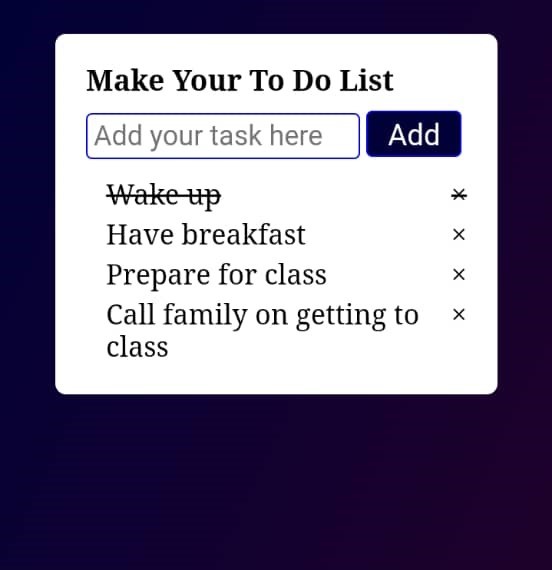 Make Your To Do List
Add your task here Add
Wake up ×
Have breakfast ×
Prepare for class ×
Call family on getting to ×
class